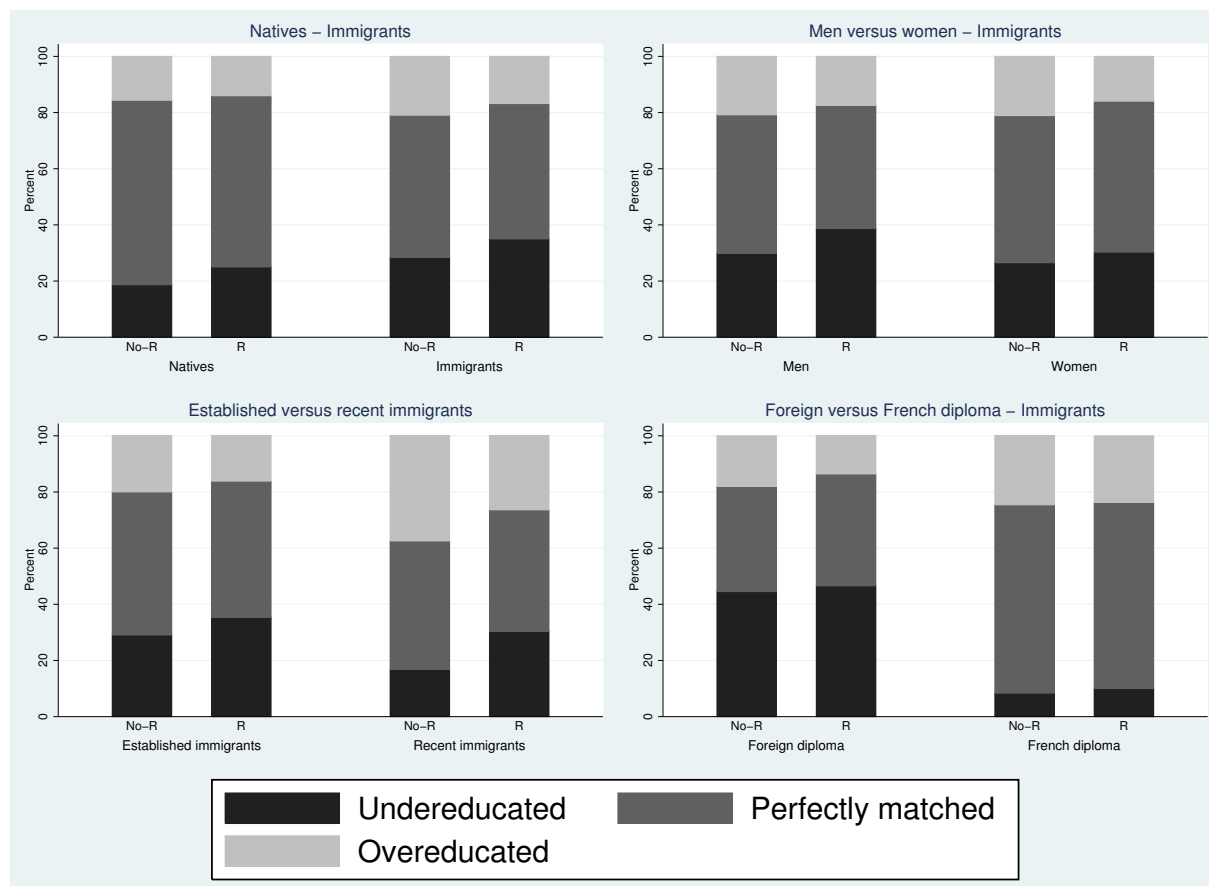 Natives – Immigrants
Percent
100
80
60
40
20
0
No–R R No–R R
Natives Immigrants
Men versus women – Immigrants
Percent
100
80
60
40
20
0
No–R R No–R R
Men Women
Established versus recent immigrants
Percent
100
80
60
40
20
0
No–R R No–R R
Established immigrants Recent immigrants
Foreign versus French diploma – Immigrants
Percent
100
80
60
40
20
0
No–R R No–R R
Foreign diploma French diploma
Undereducated Perfectly matched
Overeducated